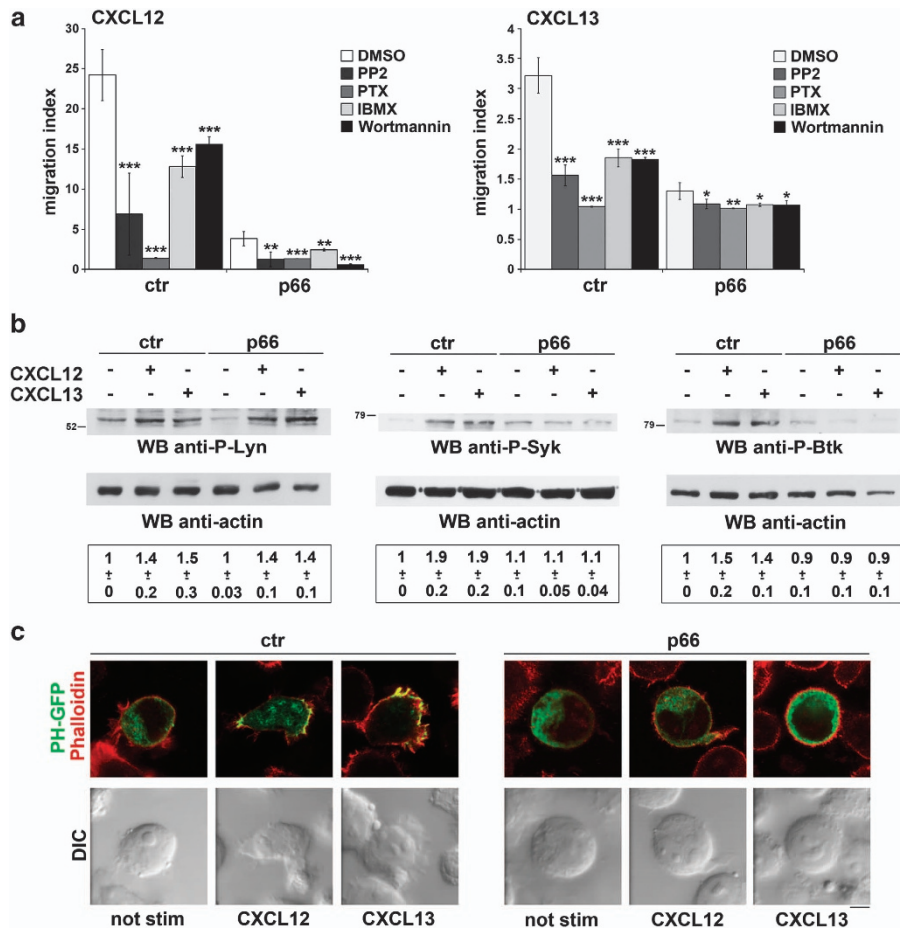 a
CXCL12
migration index
30
25
20
15
10
5
0
***
***
***
***
**
***
**
***
ctr p66
DMSO
PP2
PTX
IBMX
Wortmannin
CXCL13
migration index
4
3.5
3
2.5
2
1.5
1
0.5
0
***
***
***
***
*
**
*
*
ctr p66
DMSO
PP2
PTX
IBMX
Wortmannin
b
ctr p66
CXCL12 - + - - + -
CXCL13 - - + - - +
52
WB anti-P-Lyn
WB anti-actin
1 1.4 1.5 1 1.4 1.4
± ± ± ± ± ±
0 0.2 0.3 0.03 0.1 0.1
ctr p66
- + - - + -
- - + - - +
79
WB anti-P-Syk
WB anti-actin
1 1.9 1.9 1.1 1.1 1.1
± ± ± ± ± ±
0 0.2 0.2 0.1 0.05 0.04
ctr p66
- + - - + -
- - + - - +
79
WB anti-P-Btk
WB anti-actin
1 1.5 1.4 0.9 0.9 0.9
± ± ± ± ± ±
0 0.2 0.1 0.1 0.1 0.1
c
ctr p66
PH-GFP
Phalloidin
DIC
not stim CXCL12 CXCL13 not stim CXCL12 CXCL13